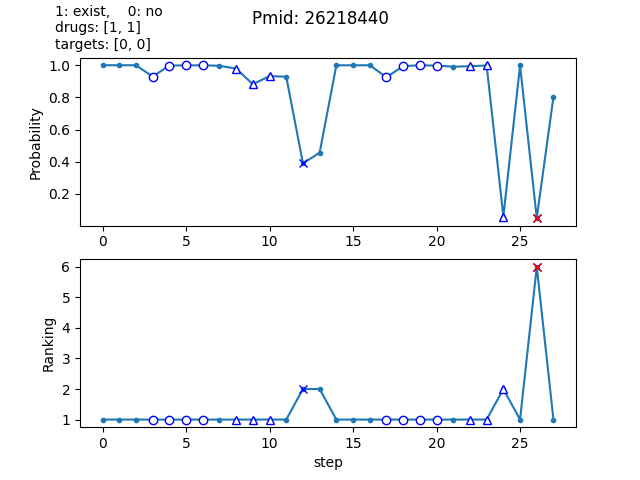 1: exist,    0: no
drugs: [1, 1]
targets: [0, 0]
Pmid: 26218440
Probability
1.0
0.8
0.6
0.4
0.2
0 5 10 15 20 25
Ranking
6
5
4
3
2
1
0 5 10 15 20 25
step